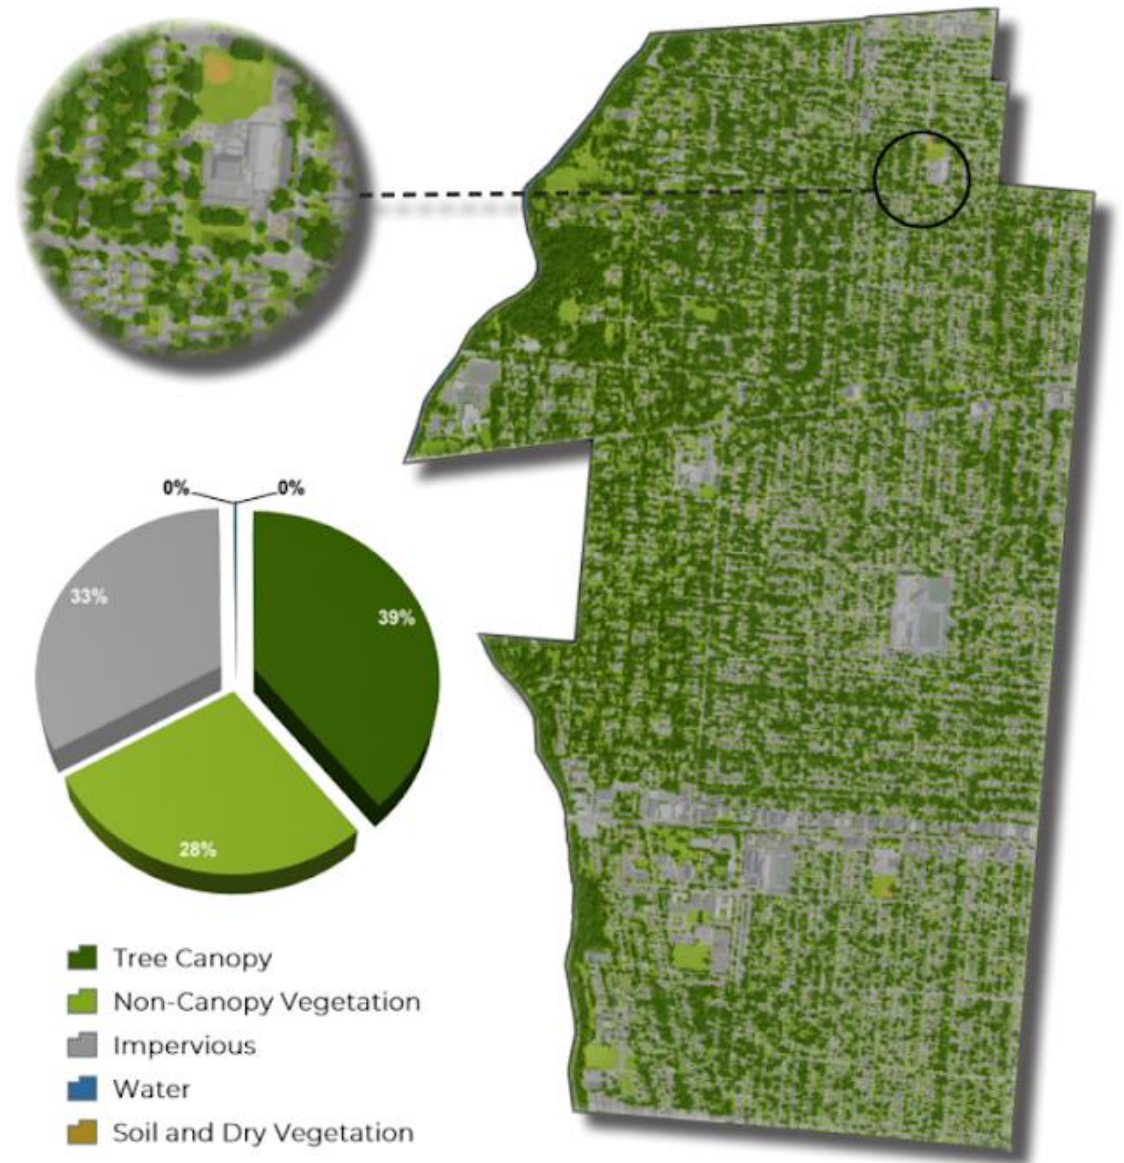 0%
0%
33%
39%
28%
Tree Canopy
Non-Canopy Vegetation
Impervious
Water
Soil and Dry Vegetation